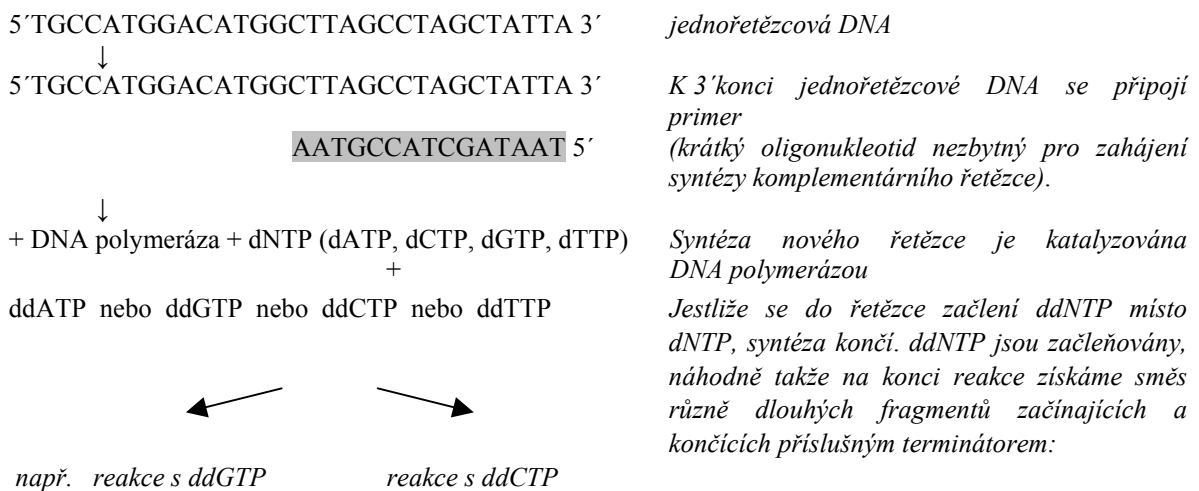 5´TGCCATGGACATGGCTTAGCCTAGCTATTA 3´ jednořetězcová DNA
↓
5´TGCCATGGACATGGCTTAGCCTAGCTATTA 3´ K 3´konci jednořetězcové DNA se připojí
primer
AATGCCATCGATAAT 5´ (krátký oligonukleotid nezbytný pro zahájení
syntézy komplementárního řetězce).
↓
+ DNA polymeráza + dNTP (dATP, dCTP, dGTP, dTTP) Syntéza nového řetězce je katalyzována
+ DNA polymerázou
ddATP nebo ddGTP nebo ddCTP nebo ddTTP Jestliže se do řetězce začlení ddNTP místo
dNTP, syntéza končí. ddNTP jsou začleňovány,
náhodně takže na konci reakce získáme směs
různě dlouhých fragmentů začínajících a
končících příslušným terminátorem:
např. reakce s ddGTP reakce s ddCTP